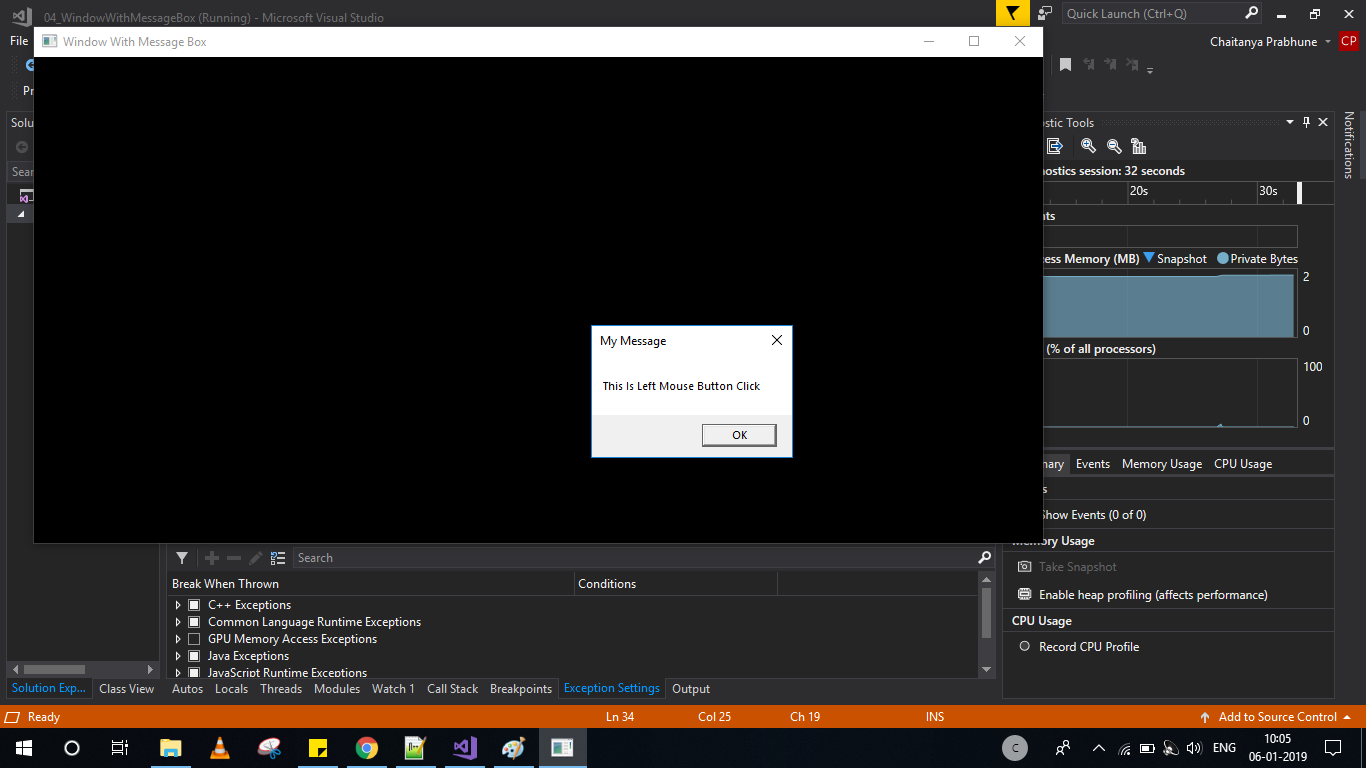 04_WindowWithMessageBox (Running) - Microsoft Visual Studio
Quick Launch (Ctrl+Q)
File
Window With Message Box
Chaitanya Prabhune
CP
Pr
Solu
ostic Tools
Notifications
Sear
nostics session: 32 seconds
20s
30s
nts
cess Memory (MB)
Snapshot
Private Bytes
2
0
(% of all processors)
100
0
My Message
This Is Left Mouse Button Click
OK
mary
Events
Memory Usage
CPU Usage
s
Show Events (0 of 0)
Memory Usage
Take Snapshot
Enable heap profiling (affects performance)
CPU Usage
Record CPU Profile
Search
Break When Thrown
Conditions
C++ Exceptions
Common Language Runtime Exceptions
GPU Memory Access Exceptions
Java Exceptions
JavaScript Runtime Exceptions
Solution Exp...
Class View
Autos
Locals
Threads
Modules
Watch 1
Call Stack
Breakpoints
Exception Settings
Output
Ready
Ln 34
Col 25
Ch 19
INS
Add to Source Control
C
ENG
10:05
06-01-2019